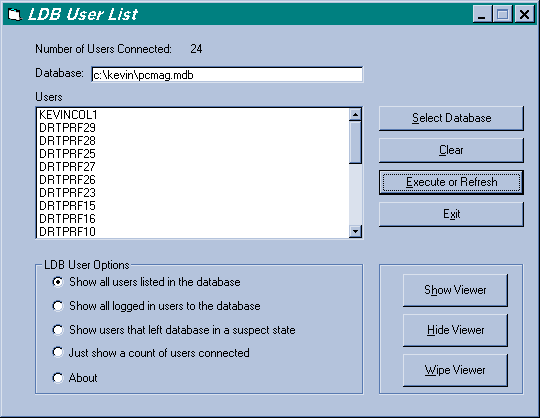 LDB User List
Number of Users Connected: 24
Database: c:\kevin\pcmag.mdb
Users
KEVINCOL1
DRTPRF29
DRTPRF28
DRTPRF25
DRTPRF27
DRTPRF26
DRTPRF23
DRTPRF15
DRTPRF16
DRTPRF10
Select Database
Clear
Execute or Refresh
Exit
LDB User Options
Show all users listed in the database
Show all logged in users to the database
Show users that left database in a suspect state
Just show a count of users connected
About
Show Viewer
Hide Viewer
Wipe Viewer